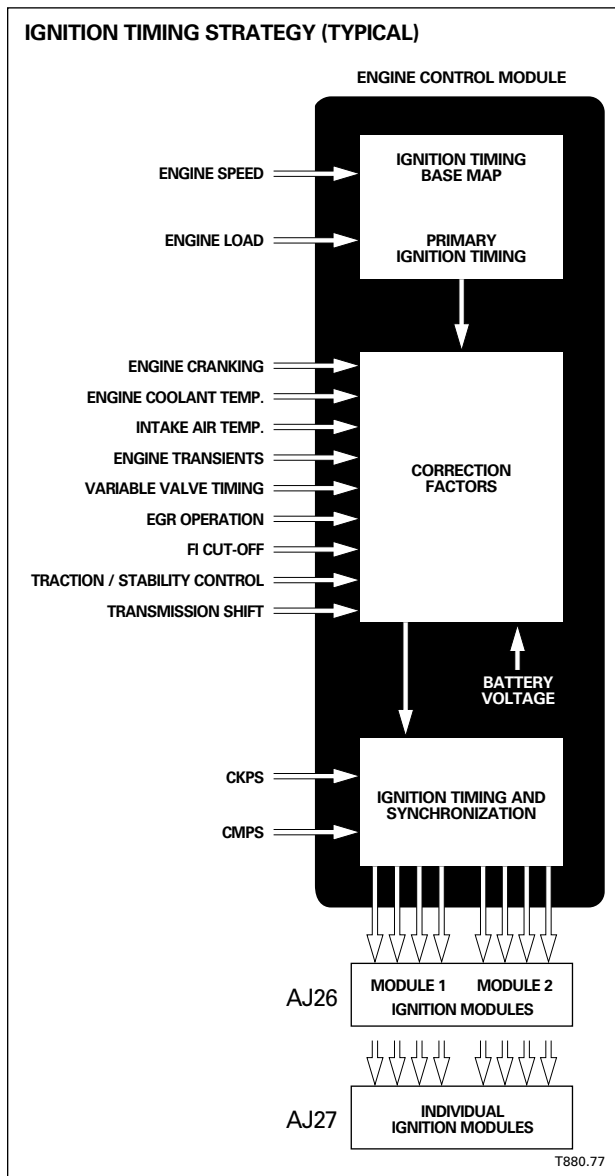 IGNITION TIMING STRATEGY (TYPICAL)
ENGINE CONTROL MODULE
IGNITION TIMING
BASE MAP
ENGINE SPEED
ENGINE LOAD
PRIMARY
IGNITION TIMING
ENGINE CRANKING
ENGINE COOLANT TEMP.
INTAKE AIR TEMP.
ENGINE TRANSIENTS
VARIABLE VALVE TIMING
EGR OPERATION
FI CUT-OFF
TRACTION / STABILITY CONTROL
TRANSMISSION SHIFT
CORRECTION
FACTORS
BATTERY
VOLTAGE
CKPS
CMPS
IGNITION TIMING AND
SYNCHRONIZATION
AJ26
MODULE 1 MODULE 2
IGNITION MODULES
AJ27
INDIVIDUAL
IGNITION MODULES
T880.77